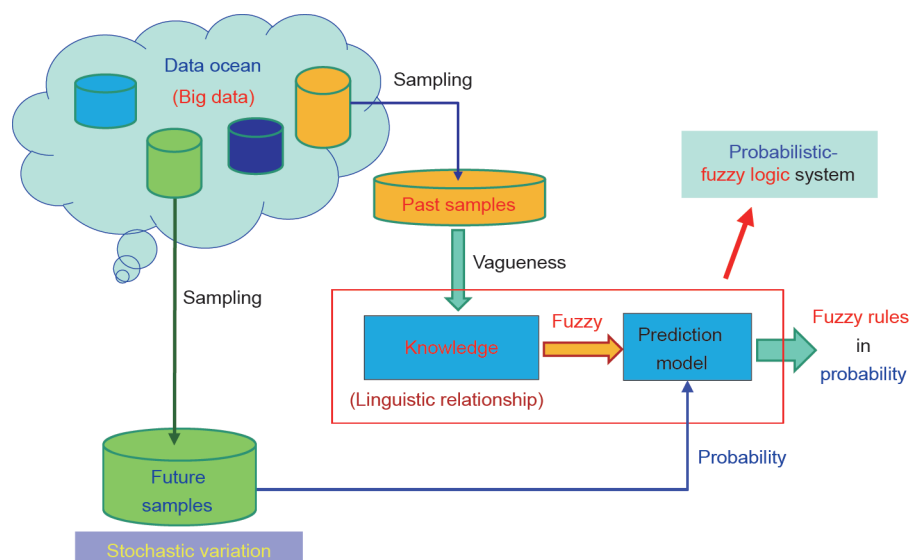 Data ocean
(Big data)
Sampling
Probabilistic-
fuzzy logic system
Past samples
Vagueness
Sampling
Fuzzy
Knowledge
Prediction
model
Fuzzy rules
in
probability
(Linguistic relationship)
Probability
Future
samples
Stochastic variation